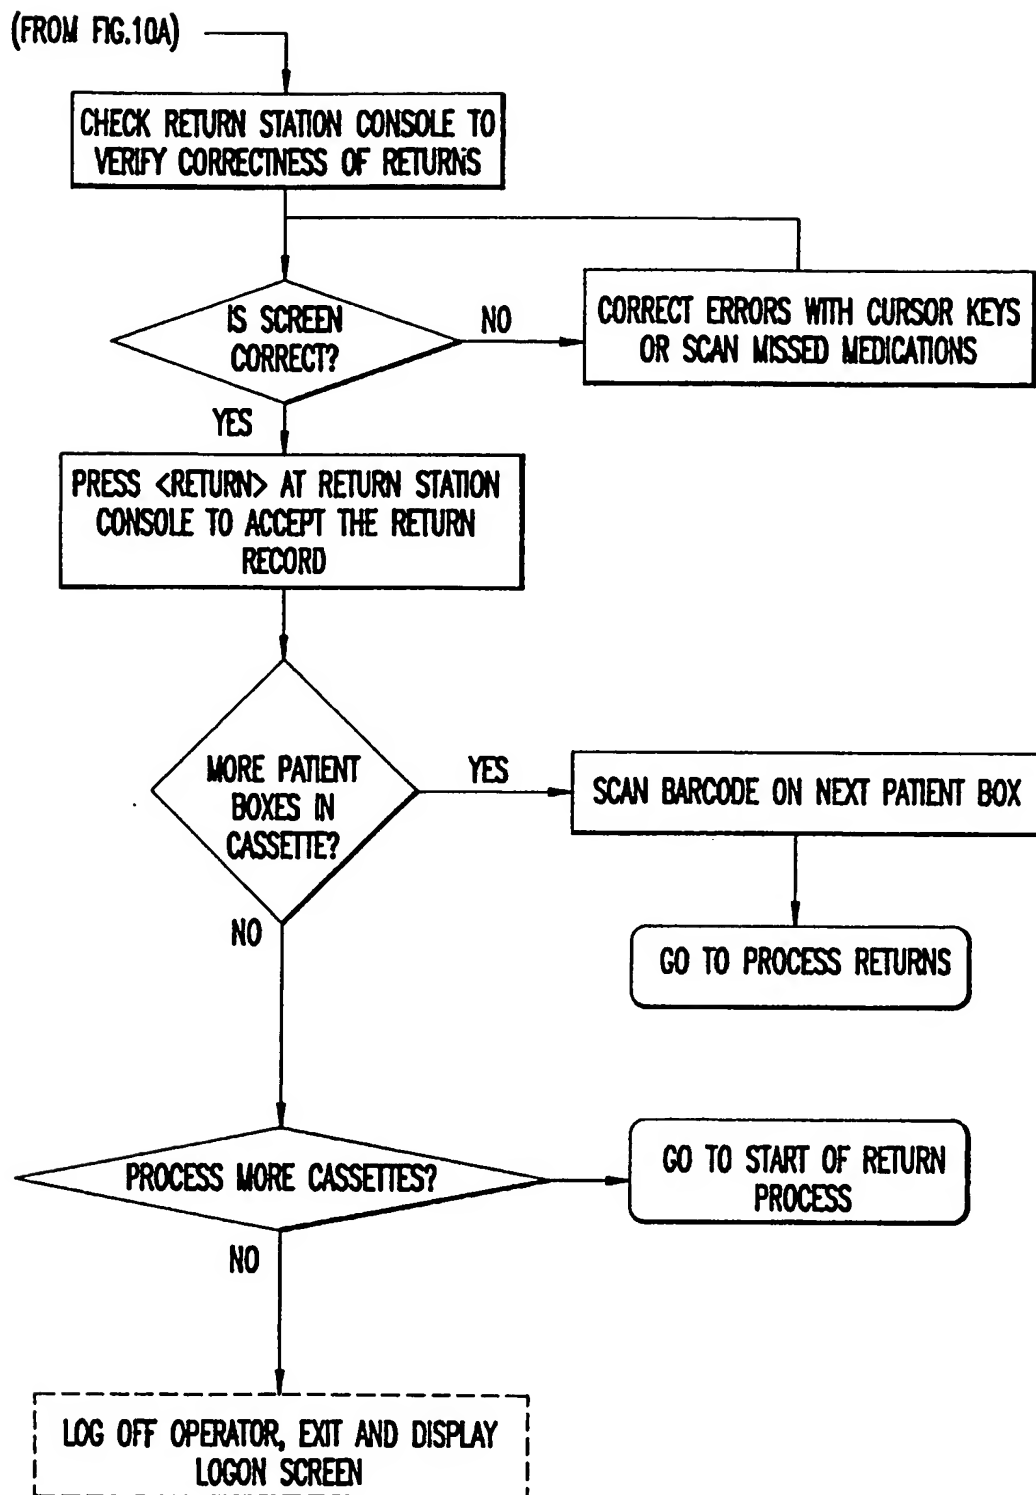 (FROM FIG.10A)
CHECK RETURN STATION CONSOLE TO
VERIFY CORRECTNESS OF RETURNS
IS SCREEN
CORRECT?
NO
CORRECT ERRORS WITH CURSOR KEYS
OR SCAN MISSED MEDICATIONS
YES
PRESS <RETURN> AT RETURN STATION
CONSOLE TO ACCEPT THE RETURN
RECORD
MORE PATIENT
BOXES IN
CASSETTE?
YES
SCAN BARCODE ON NEXT PATIENT BOX
NO
GO TO PROCESS RETURNS
PROCESS MORE CASSETTES?
GO TO START OF RETURN
PROCESS
NO
LOG OFF OPERATOR, EXIT AND DISPLAY
LOGON SCREEN